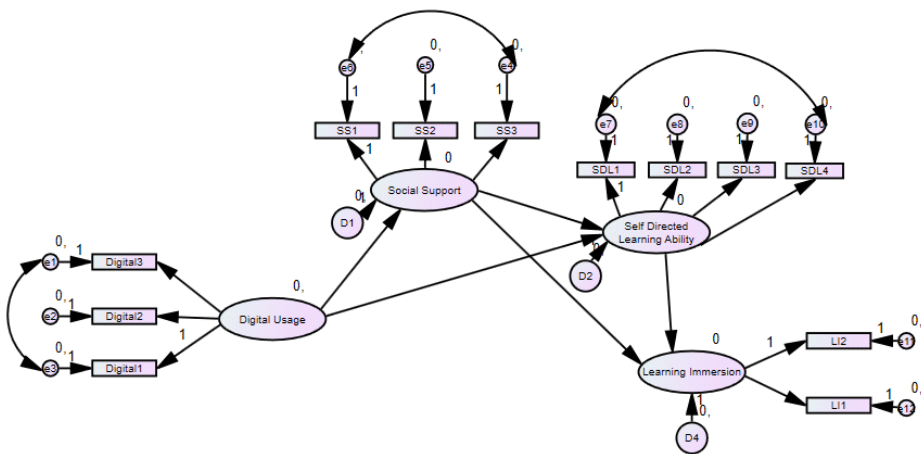 0, 0, 0,
e6 e5 e4
1 1 1
SS1 SS2 SS3
1
0
Social Support
0, 1
D1
0, 0, 0, 0,
e7 e8 e9 e10
1 1 1 1
SDL1 SDL2 SDL3 SDL4
1
0
Self Directed
Learning Ability
0,
D2
0, 1
e1 Digital3
0, 1
e2 Digital2
1
0, 1
e3 Digital1
0,
Digital Usage
0
Learning Immersion
1
0,
D4
1 LI2 1 0,
e11
LI1 1 0,
e12